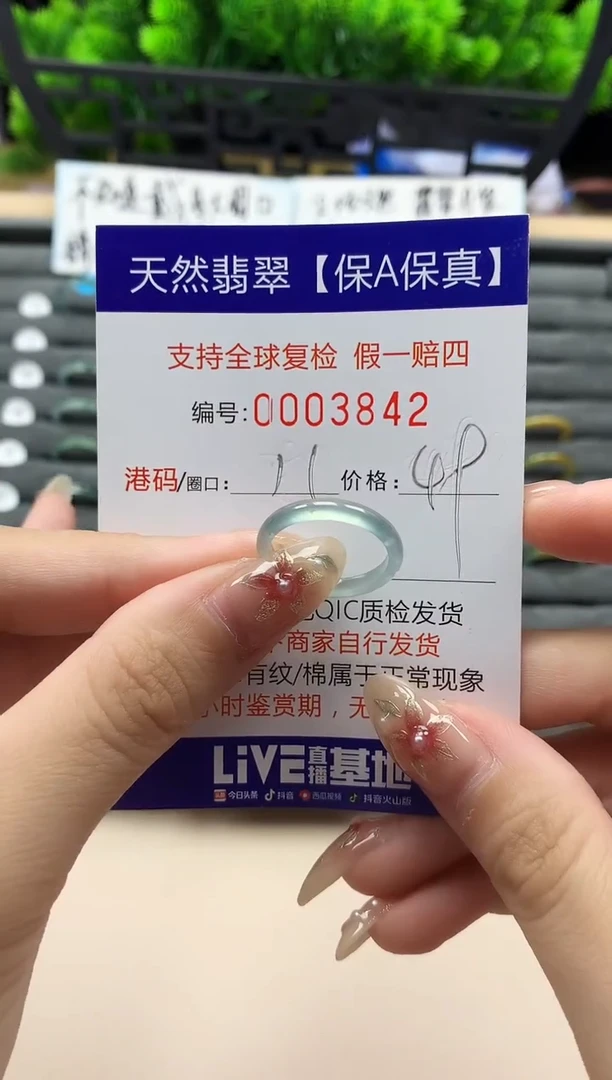 天然翡翠【保A保真】
支持全球复检 假一赔四
编号:0003842
港码/圈口: 11 价格:
QIC质检发货
商家自行发货
有纹/棉属于正常现象
小时鉴赏期，无
LiVE直播基地
今日头条 抖音 西瓜视频 抖音火山版